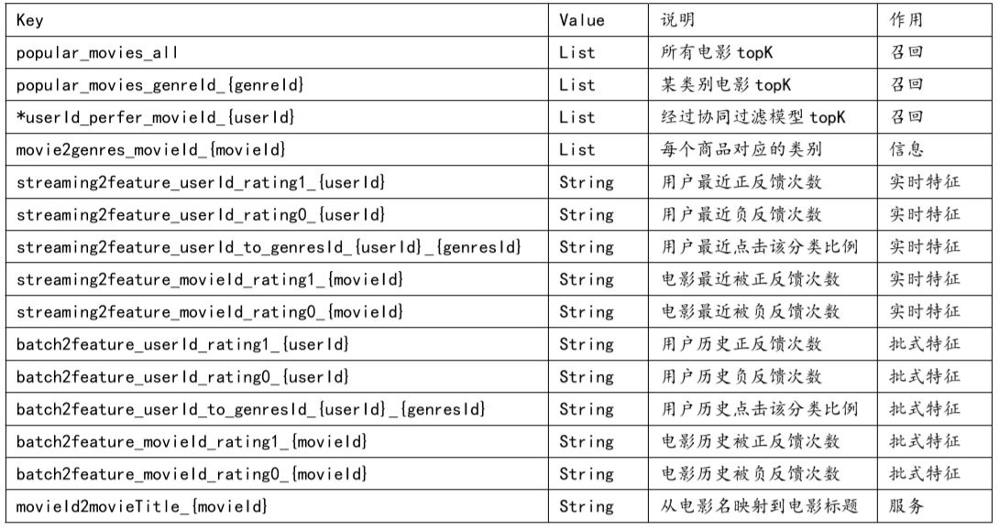 Key Value 说明 作用
popular_movies_all List 所有电影 topK 召回
popular_movies_genreId_{genreId} List 某类别电影 topK 召回
*userId_perfer_movieId_{userId} List 经过协同过滤模型 topK 召回
movie2genres_movieId_{movieId} List 每个商品对应的类别 信息
streaming2feature_userId_rating1_{userId} String 用户最近正反馈次数 实时特征
streaming2feature_userId_rating0_{userId} String 用户最近负反馈次数 实时特征
streaming2feature_userId_to_genresId_{userId}_{genresId} String 用户最近点击该分类比例 实时特征
streaming2feature_movieId_rating1_{movieId} String 电影最近被正反馈次数 实时特征
streaming2feature_movieId_rating0_{movieId} String 电影最近被负反馈次数 实时特征
batch2feature_userId_rating1_{userId} String 用户历史正反馈次数 批式特征
batch2feature_userId_rating0_{userId} String 用户历史负反馈次数 批式特征
batch2feature_userId_to_genresId_{userId}_{genresId} String 用户历史点击该分类比例 批式特征
batch2feature_movieId_rating1_{movieId} String 电影历史被正反馈次数 批式特征
batch2feature_movieId_rating0_{movieId} String 电影历史被负反馈次数 批式特征
movieId2movieTitle_{movieId} String 从电影名映射到电影标题 服务